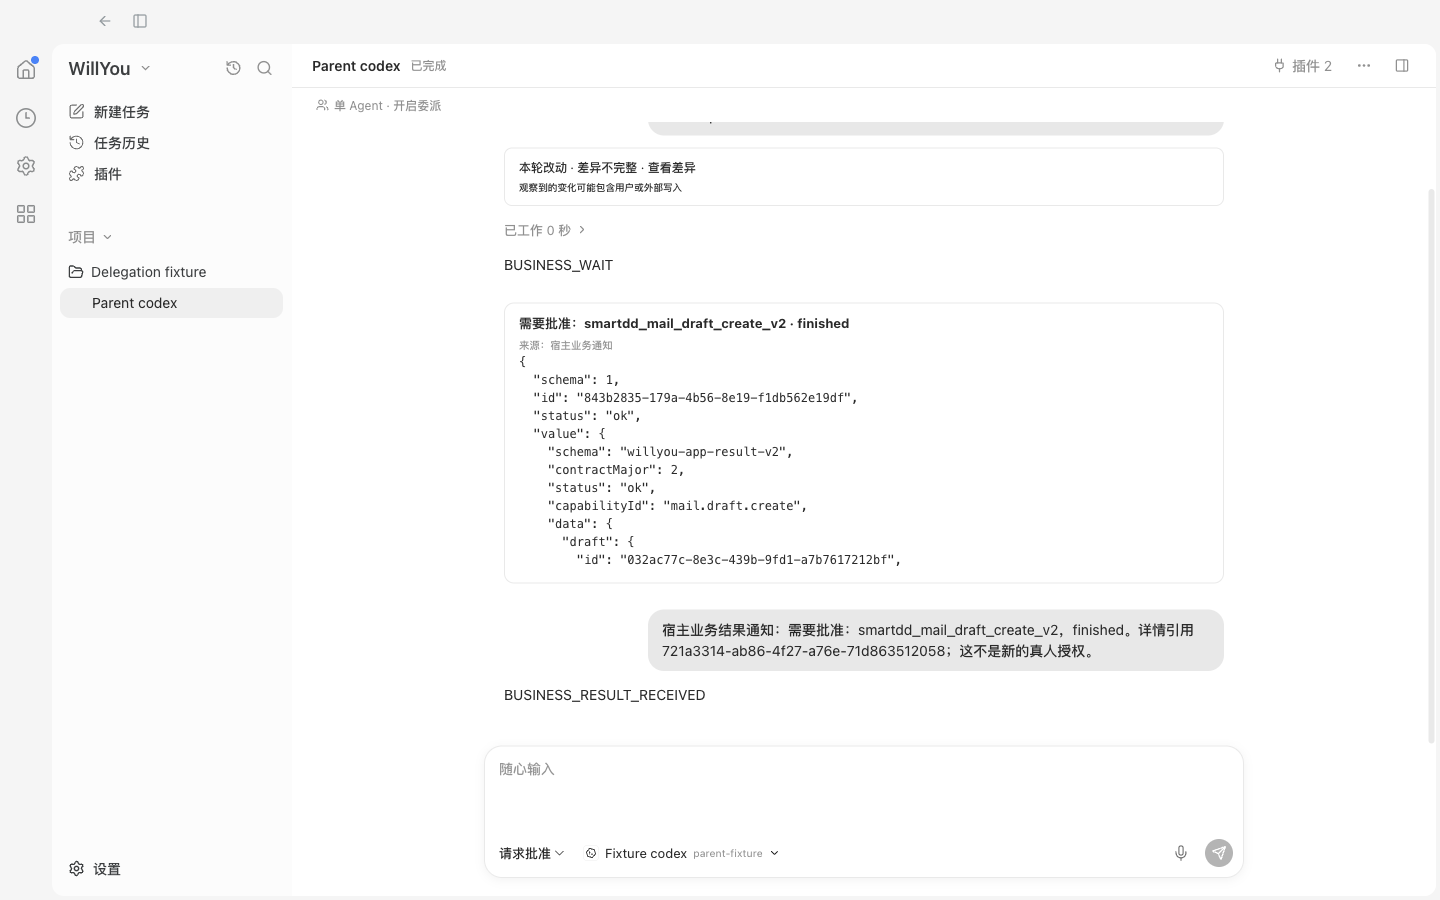 WillYou
新建任务
任务历史
插件
项目
Delegation fixture
Parent codex
设置
Parent codex 已完成
插件 2
单 Agent · 开启委派
本轮改动 · 差异不完整 · 查看差异
观察到的变化可能包含用户或外部写入
已工作 0 秒
BUSINESS_WAIT
需要批准：smartdd_mail_draft_create_v2 · finished
来源：宿主业务通知
{
"schema": 1,
"id": "843b2835-179a-4b56-8e19-f1db562e19df",
"status": "ok",
"value": {
"schema": "willyou-app-result-v2",
"contractMajor": 2,
"status": "ok",
"capabilityId": "mail.draft.create",
"data": {
"draft": {
"id": "032ac77c-8e3c-439b-9fd1-a7b7617212bf",
宿主业务结果通知：需要批准：smartdd_mail_draft_create_v2，finished。详情引用
721a3314-ab86-4f27-a76e-71d863512058；这不是新的真人授权。
BUSINESS_RESULT_RECEIVED
随心输入
请求批准
Fixture codex parent-fixture